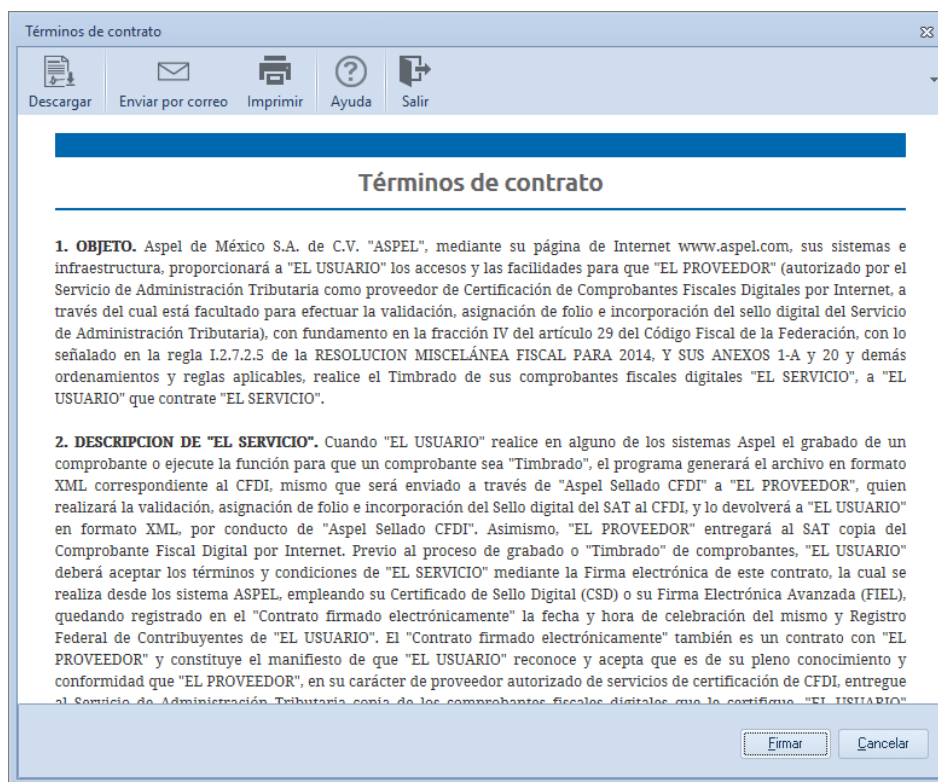 Términos de contrato
Descargar Enviar por correo Imprimir Ayuda Salir
Términos de contrato
1. OBJETO. Aspel de México S.A. de C.V. "ASPEL", mediante su página de Internet www.aspel.com, sus sistemas e
infraestructura, proporcionará a "EL USUARIO" los accesos y las facilidades para que "EL PROVEEDOR" (autorizado por el
Servicio de Administración Tributaria como proveedor de Certificación de Comprobantes Fiscales Digitales por Internet, a
través del cual está facultado para efectuar la validación, asignación de folio e incorporación del sello digital del Servicio
de Administración Tributaria), con fundamento en la fracción IV del artículo 29 del Código Fiscal de la Federación, con lo
señalado en la regla I.2.7.2.5 de la RESOLUCION MISCELÁNEA FISCAL PARA 2014, Y SUS ANEXOS 1-A y 20 y demás
ordenamientos y reglas aplicables, realice el Timbrado de sus comprobantes fiscales digitales "EL SERVICIO", a "EL
USUARIO" que contrate "EL SERVICIO".
2. DESCRIPCION DE "EL SERVICIO". Cuando "EL USUARIO" realice en alguno de los sistemas Aspel el grabado de un
comprobante o ejecute la función para que un comprobante sea "Timbrado", el programa generará el archivo en formato
XML correspondiente al CFDI, mismo que será enviado a través de "Aspel Sellado CFDI" a "EL PROVEEDOR", quien
realizará la validación, asignación de folio e incorporación del Sello digital del SAT al CFDI, y lo devolverá a "EL USUARIO"
en formato XML, por conducto de "Aspel Sellado CFDI". Asimismo, "EL PROVEEDOR" entregará al SAT copia del
Comprobante Fiscal Digital por Internet. Previo al proceso de grabado o "Timbrado" de comprobantes, "EL USUARIO"
deberá aceptar los términos y condiciones de "EL SERVICIO" mediante la Firma electrónica de este contrato, la cual se
realiza desde los sistema ASPEL, empleando su Certificado de Sello Digital (CSD) o su Firma Electrónica Avanzada (FIEL),
quedando registrado en el "Contrato firmado electrónicamente" la fecha y hora de celebración del mismo y Registro
Federal de Contribuyentes de "EL USUARIO". El "Contrato firmado electrónicamente" también es un contrato con "EL
PROVEEDOR" y constituye el manifiesto de que "EL USUARIO" reconoce y acepta que es de su pleno conocimiento y
conformidad que "EL PROVEEDOR", en su carácter de proveedor autorizado de servicios de certificación de CFDI, entregue
al Servicio de Administración Tributaria copia de los comprobantes fiscales digitales que le certifique. "EL USUARIO"
Firmar Cancelar